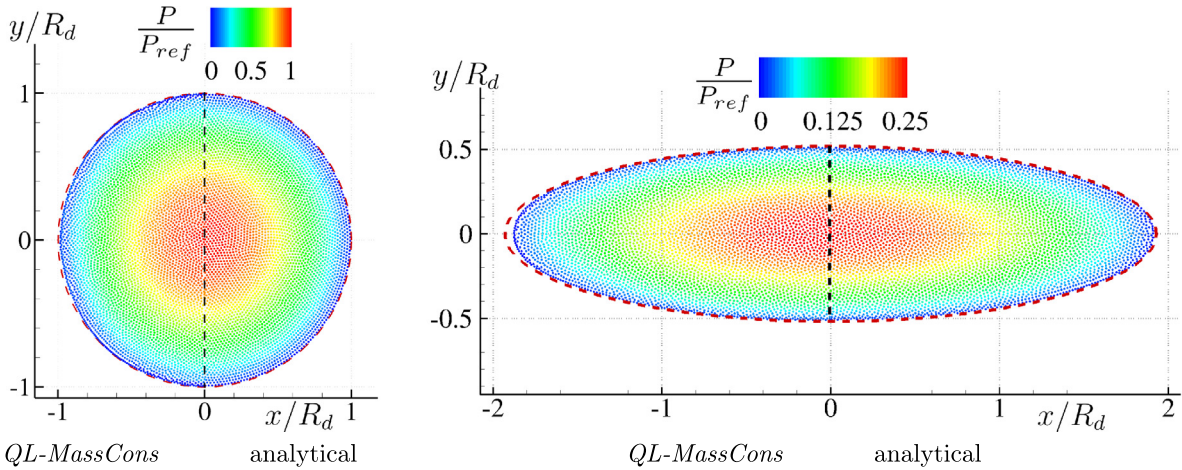 y/R_d
P/P_ref
0 0.5 1
1
0
-1
-1 0 x/R_d 1
QL-MassCons analytical
y/R_d
P/P_ref
0 0.125 0.25
0.5
0
-0.5
-2 -1 0 1 x/R_d 2
QL-MassCons analytical